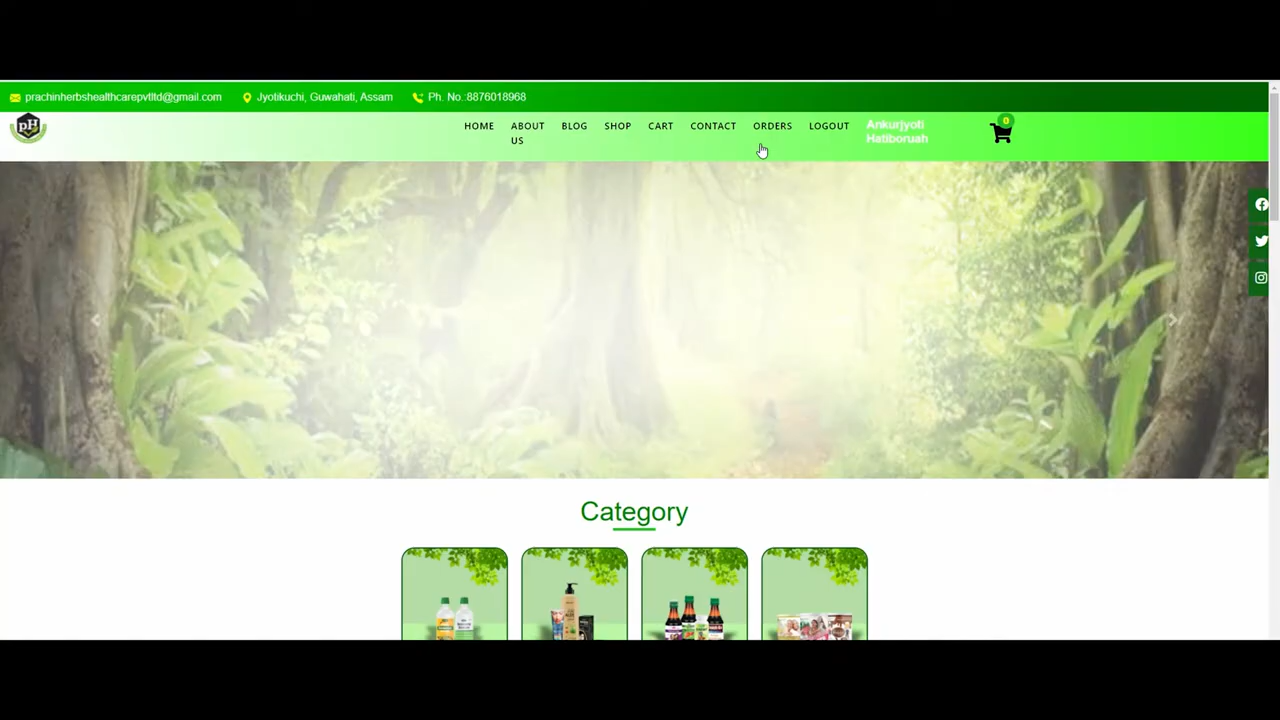 prachinherbshealthcarepvtltd@gmail.com Jyotikuchi, Guwahati, Assam Ph. No.:8876018968
pH
HOME ABOUT US BLOG SHOP CART CONTACT ORDERS LOGOUT Ankurjyoti Hatiboruah 0
Category